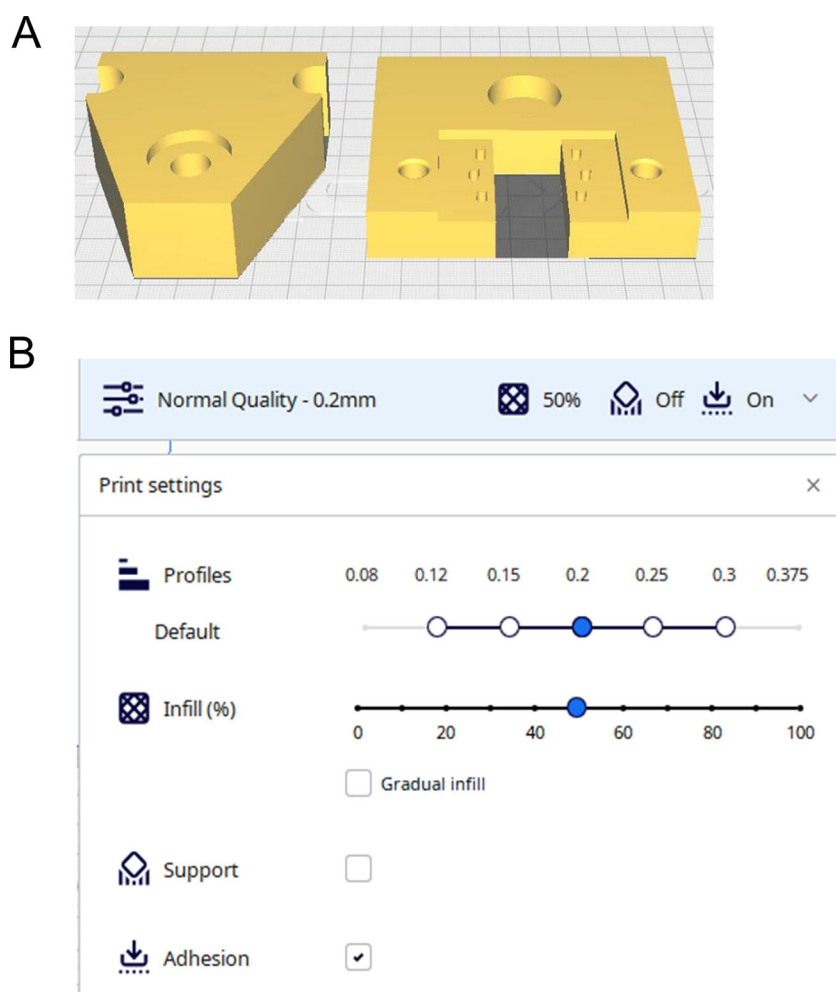 A
B
Normal Quality - 0.2mm 50% Off On
Print settings
Profiles 0.08 0.12 0.15 0.2 0.25 0.3 0.375
Default
Infill (%)
0 20 40 60 80 100
Gradual infill
Support
Adhesion